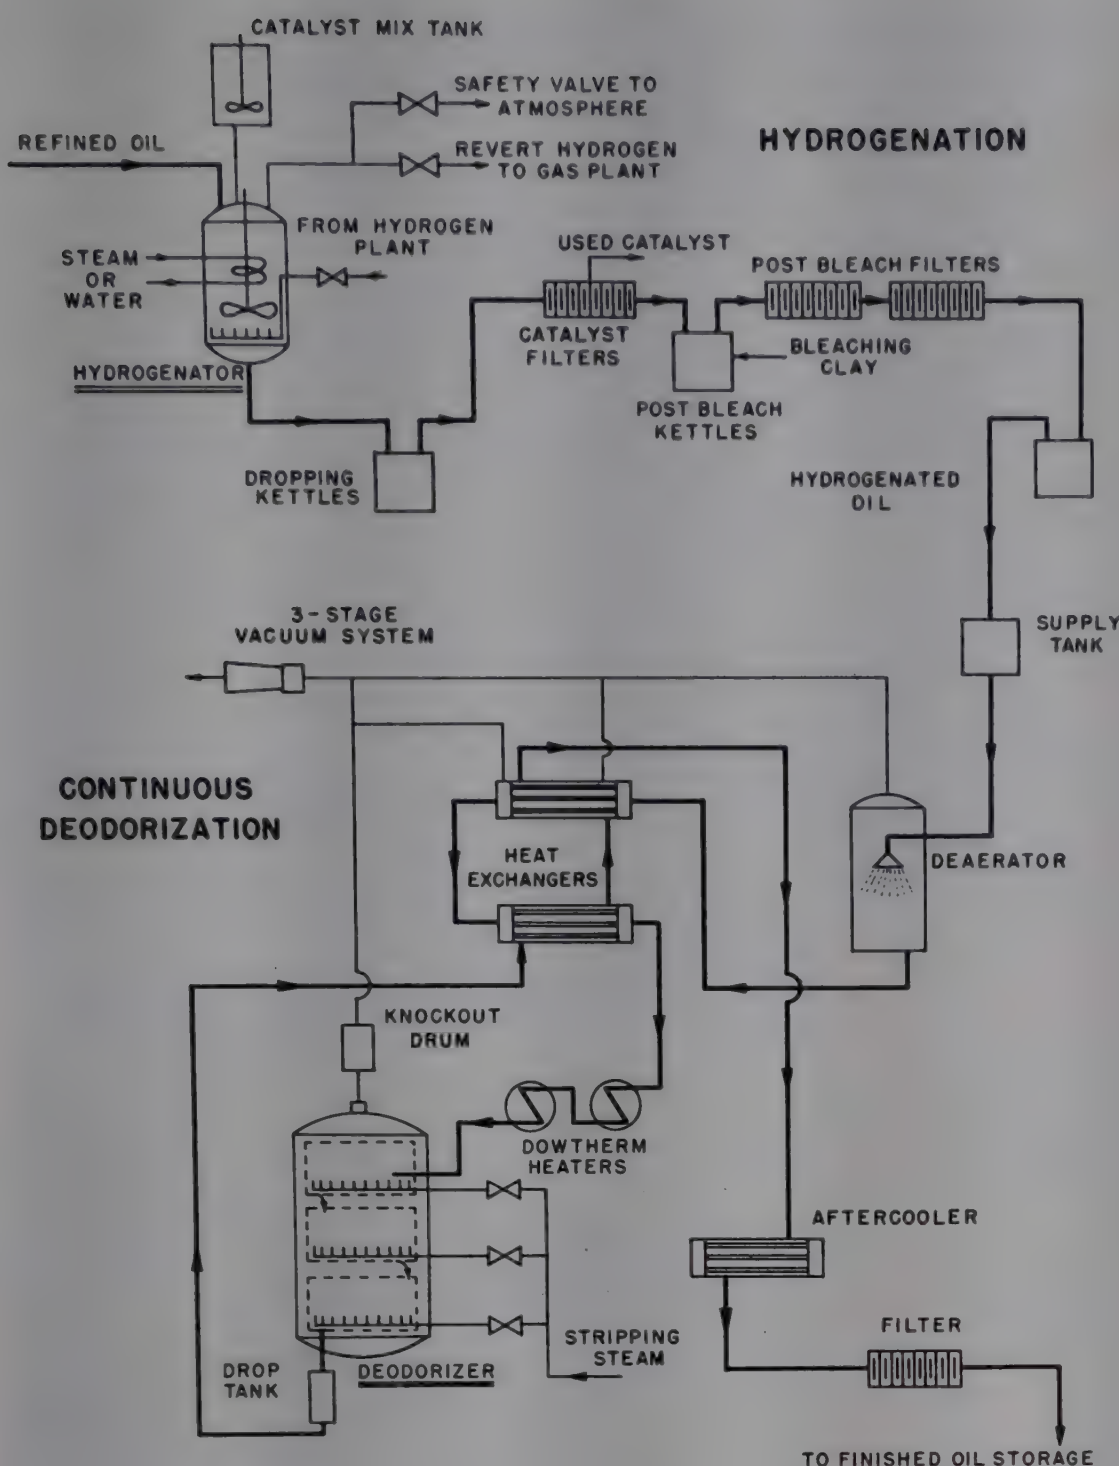 CATALYST MIX TANK
SAFETY VALVE TO
ATMOSPHERE
REFINED OIL
REVERT HYDROGEN
TO GAS PLANT
HYDROGENATION
FROM HYDROGEN
PLANT
STEAM
OR
WATER
USED CATALYST
POST BLEACH FILTERS
CATALYST
FILTERS
BLEACHING
CLAY
HYDROGENATOR
POST BLEACH
KETTLES
DROPPING
KETTLES
HYDROGENATED
OIL
3-STAGE
VACUUM SYSTEM
SUPPLY
TANK
CONTINUOUS
DEODORIZATION
HEAT
EXCHANGERS
DEAERATOR
KNOCKOUT
DRUM
DOWTHERM
HEATERS
AFTERCOOLER
STRIPPING
STEAM
FILTER
DROP
TANK
DEODORIZER
TO FINISHED OIL STORAGE